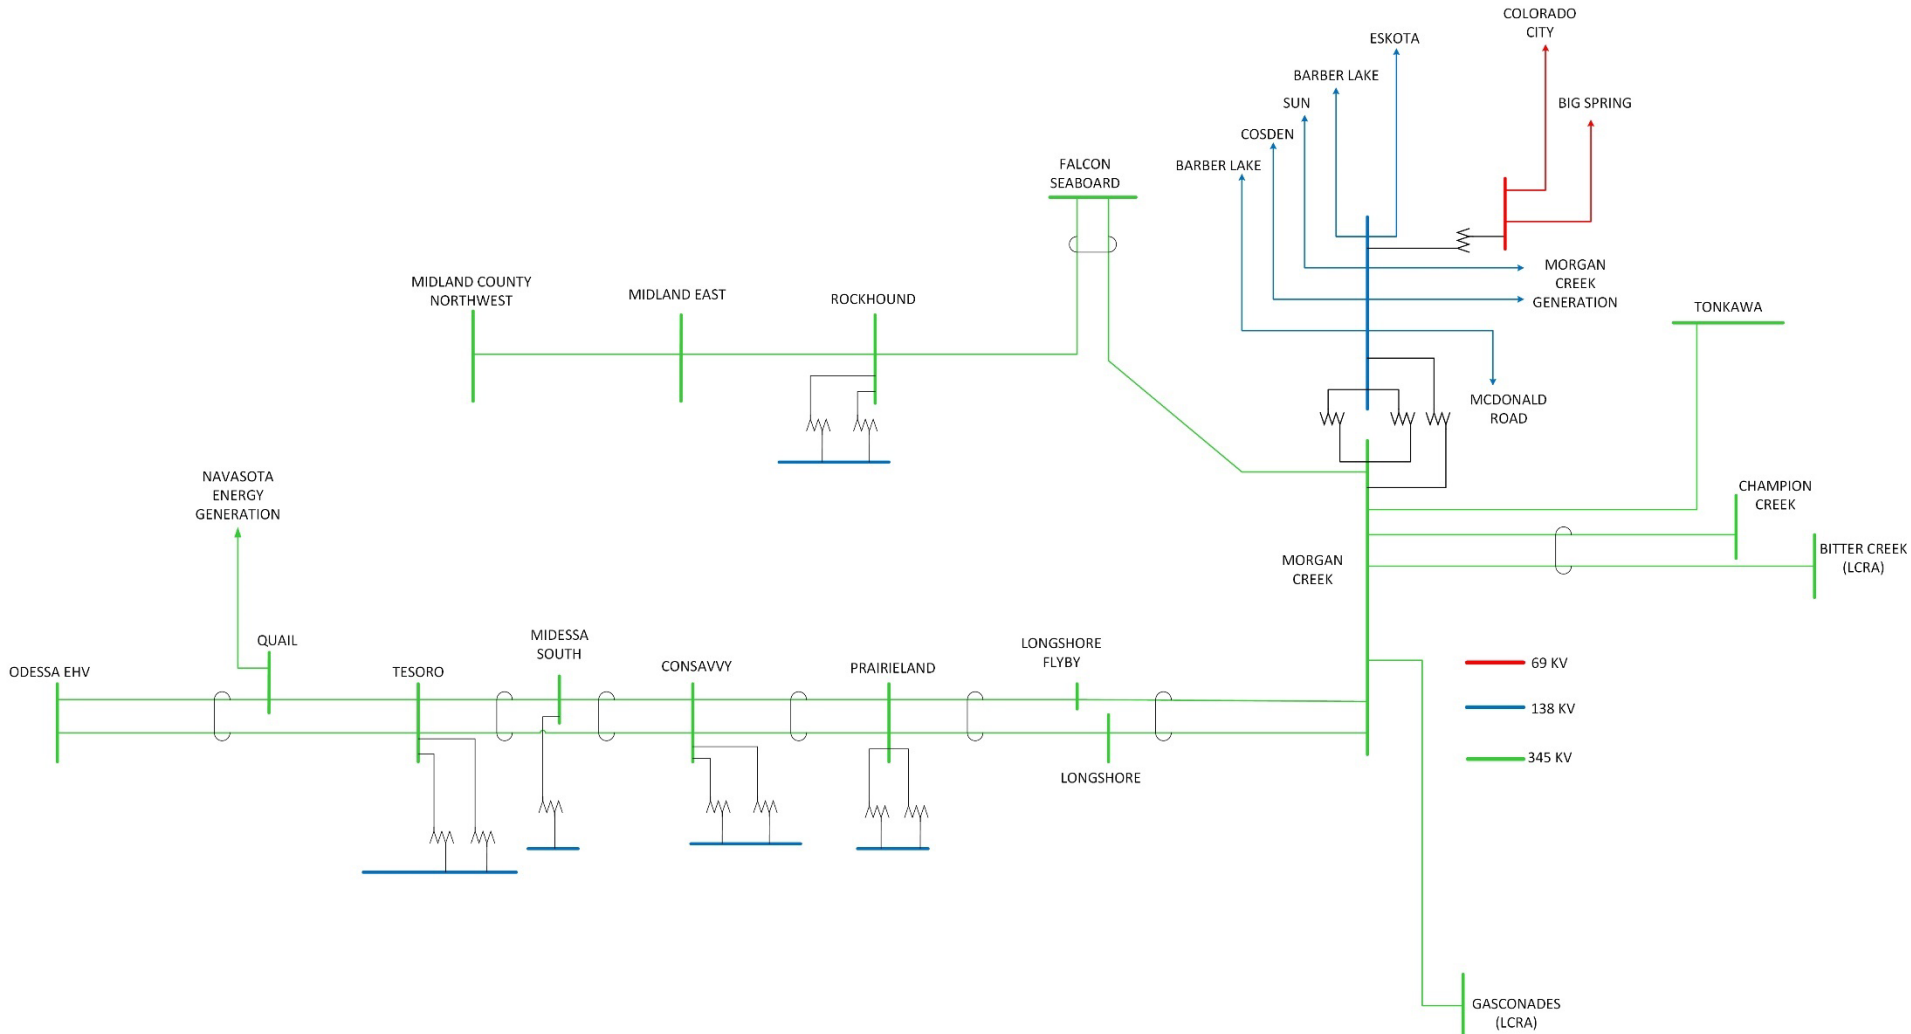 COLORADO
CITY
ESKOTA
BARBER LAKE
BIG SPRING
SUN
COSDEN
BARBER LAKE
FALCON
SEABOARD
MORGAN
CREEK
GENERATION
MIDLAND COUNTY
NORTHWEST
MIDLAND EAST
ROCKHOUND
TONKAWA
MCDONALD
ROAD
NAVASOTA
ENERGY
GENERATION
CHAMPION
CREEK
BITTER CREEK
(LCRA)
MORGAN
CREEK
QUAIL
MIDESSA
SOUTH
LONGSHORE
FLYBY
ODESSA EHV
TESORO
CONSAVVY
PRAIRIELAND
69 KV
138 KV
345 KV
LONGSHORE
GASCONADES
(LCRA)